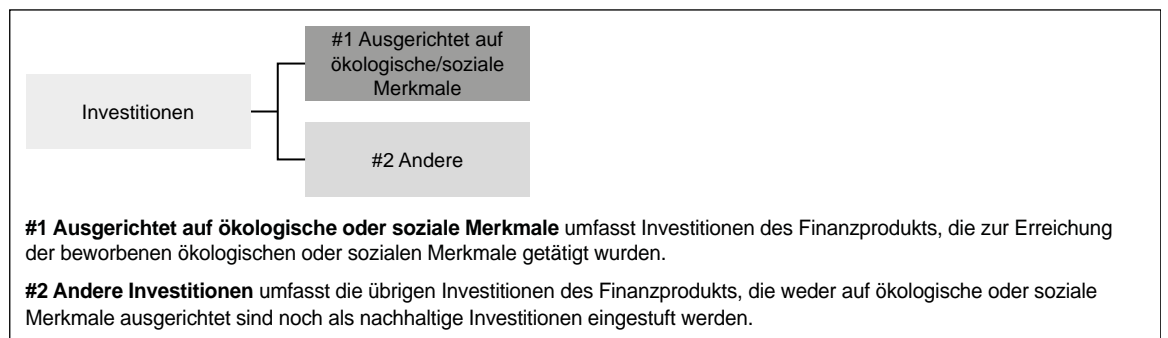 #1 Ausgerichtet auf
ökologische/soziale
Merkmale
Investitionen
#2 Andere
#1 Ausgerichtet auf ökologische oder soziale Merkmale umfasst Investitionen des Finanzprodukts, die zur Erreichung
der beworbenen ökologischen oder sozialen Merkmale getätigt wurden.
#2 Andere Investitionen umfasst die übrigen Investitionen des Finanzprodukts, die weder auf ökologische oder soziale
Merkmale ausgerichtet sind noch als nachhaltige Investitionen eingestuft werden.